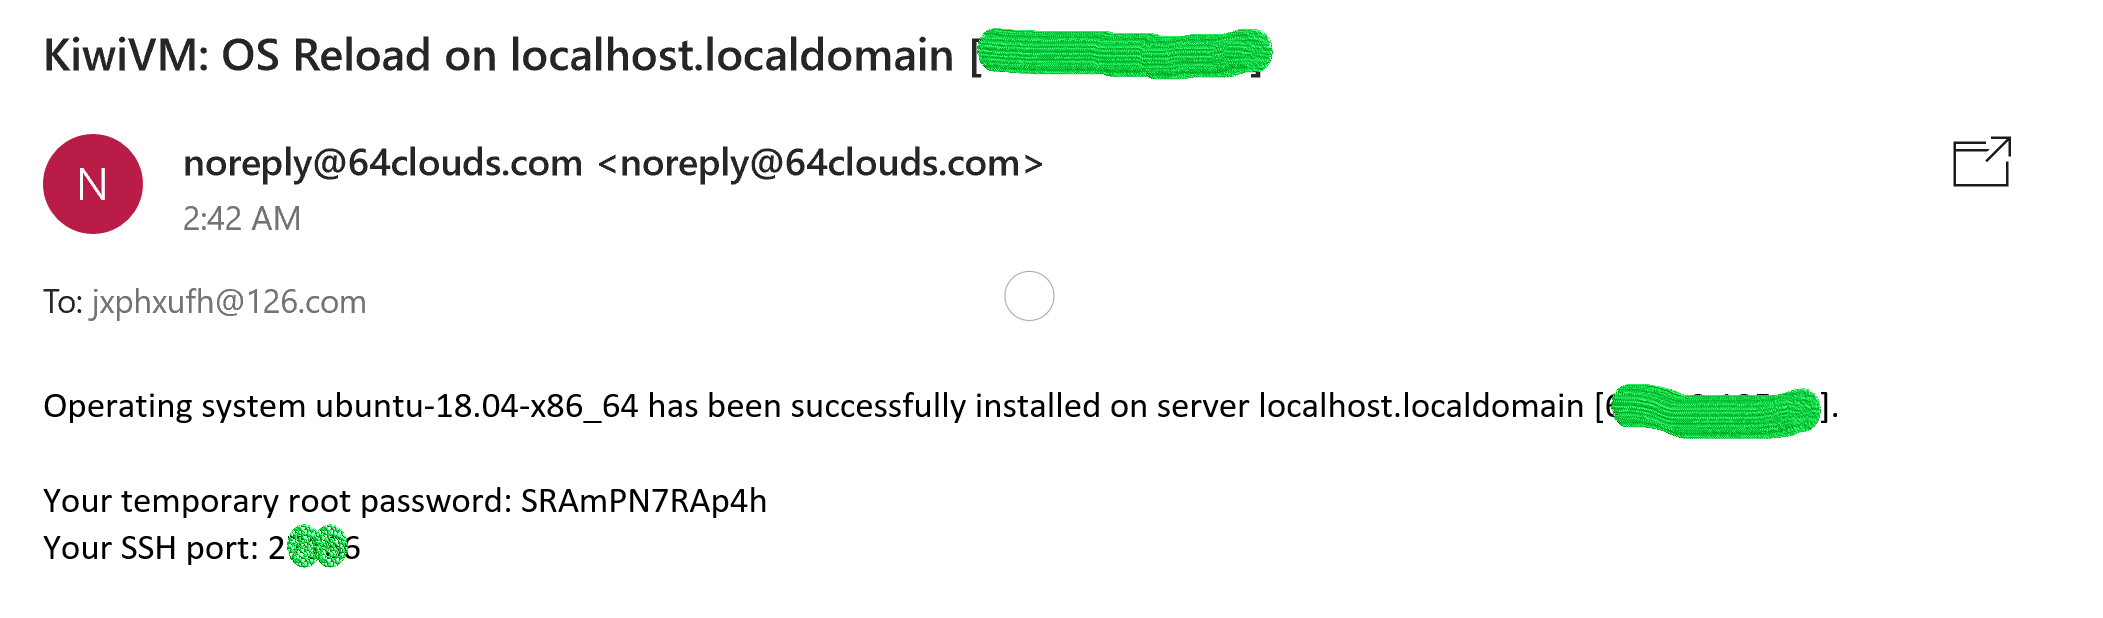 KiwiVM: OS Reload on localhost.localdomain [
N
noreply@64clouds.com <noreply@64clouds.com>
2:42 AM
To: jxphxufh@126.com
Operating system ubuntu-18.04-x86_64 has been successfully installed on server localhost.localdomain [ ].
Your temporary root password: SRAmPN7RAp4h
Your SSH port: